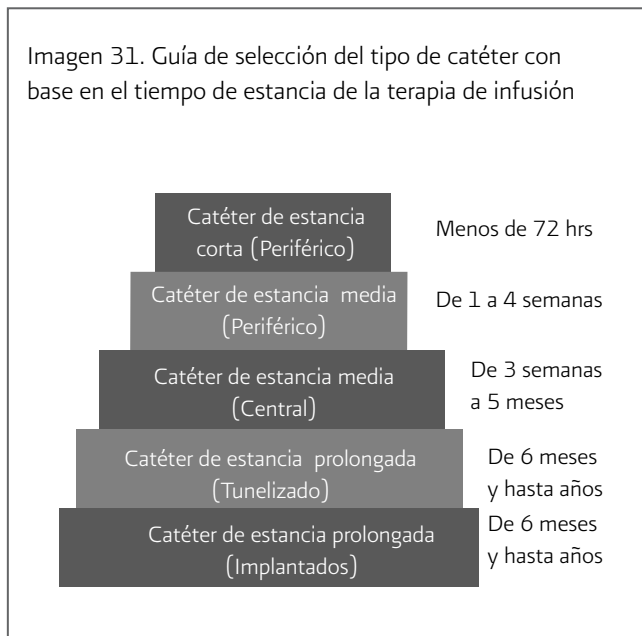 Imagen 31. Guía de selección del tipo de catéter con
base en el tiempo de estancia de la terapia de infusión
Catéter de estancia
corta (Periférico)
Menos de 72 hrs
Catéter de estancia media
(Periférico)
De 1 a 4 semanas
Catéter de estancia media
(Central)
De 3 semanas
a 5 meses
Catéter de estancia prolongada
(Tunelizado)
De 6 meses
y hasta años
Catéter de estancia prolongada
(Implantados)
De 6 meses
y hasta años